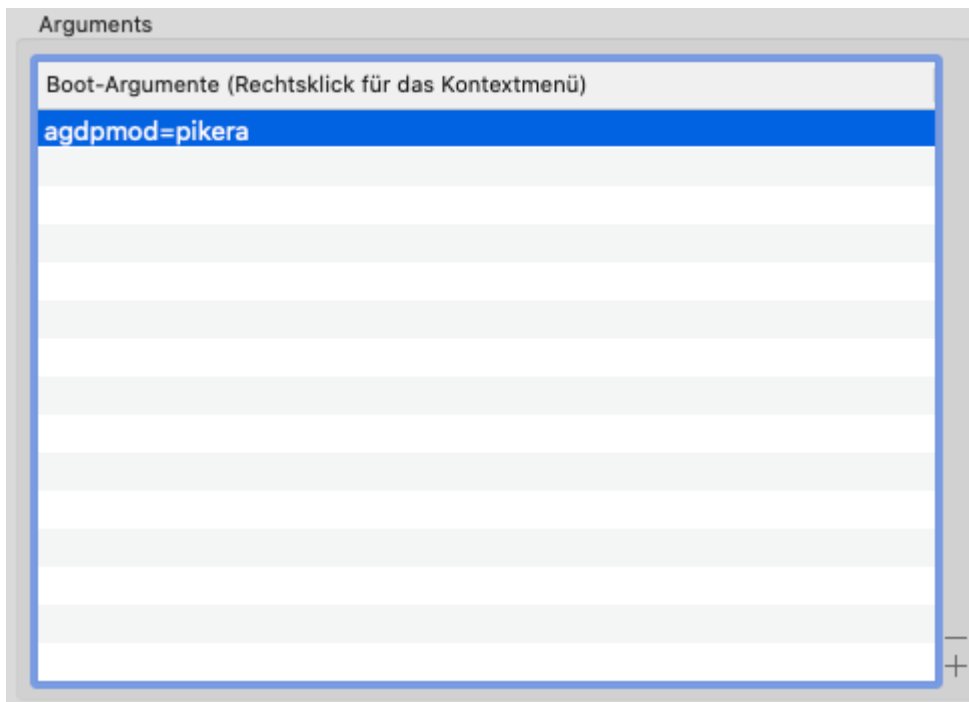 Arguments
Boot-Argumente (Rechtsklick für das Kontextmenü)
agdpmod=pikera